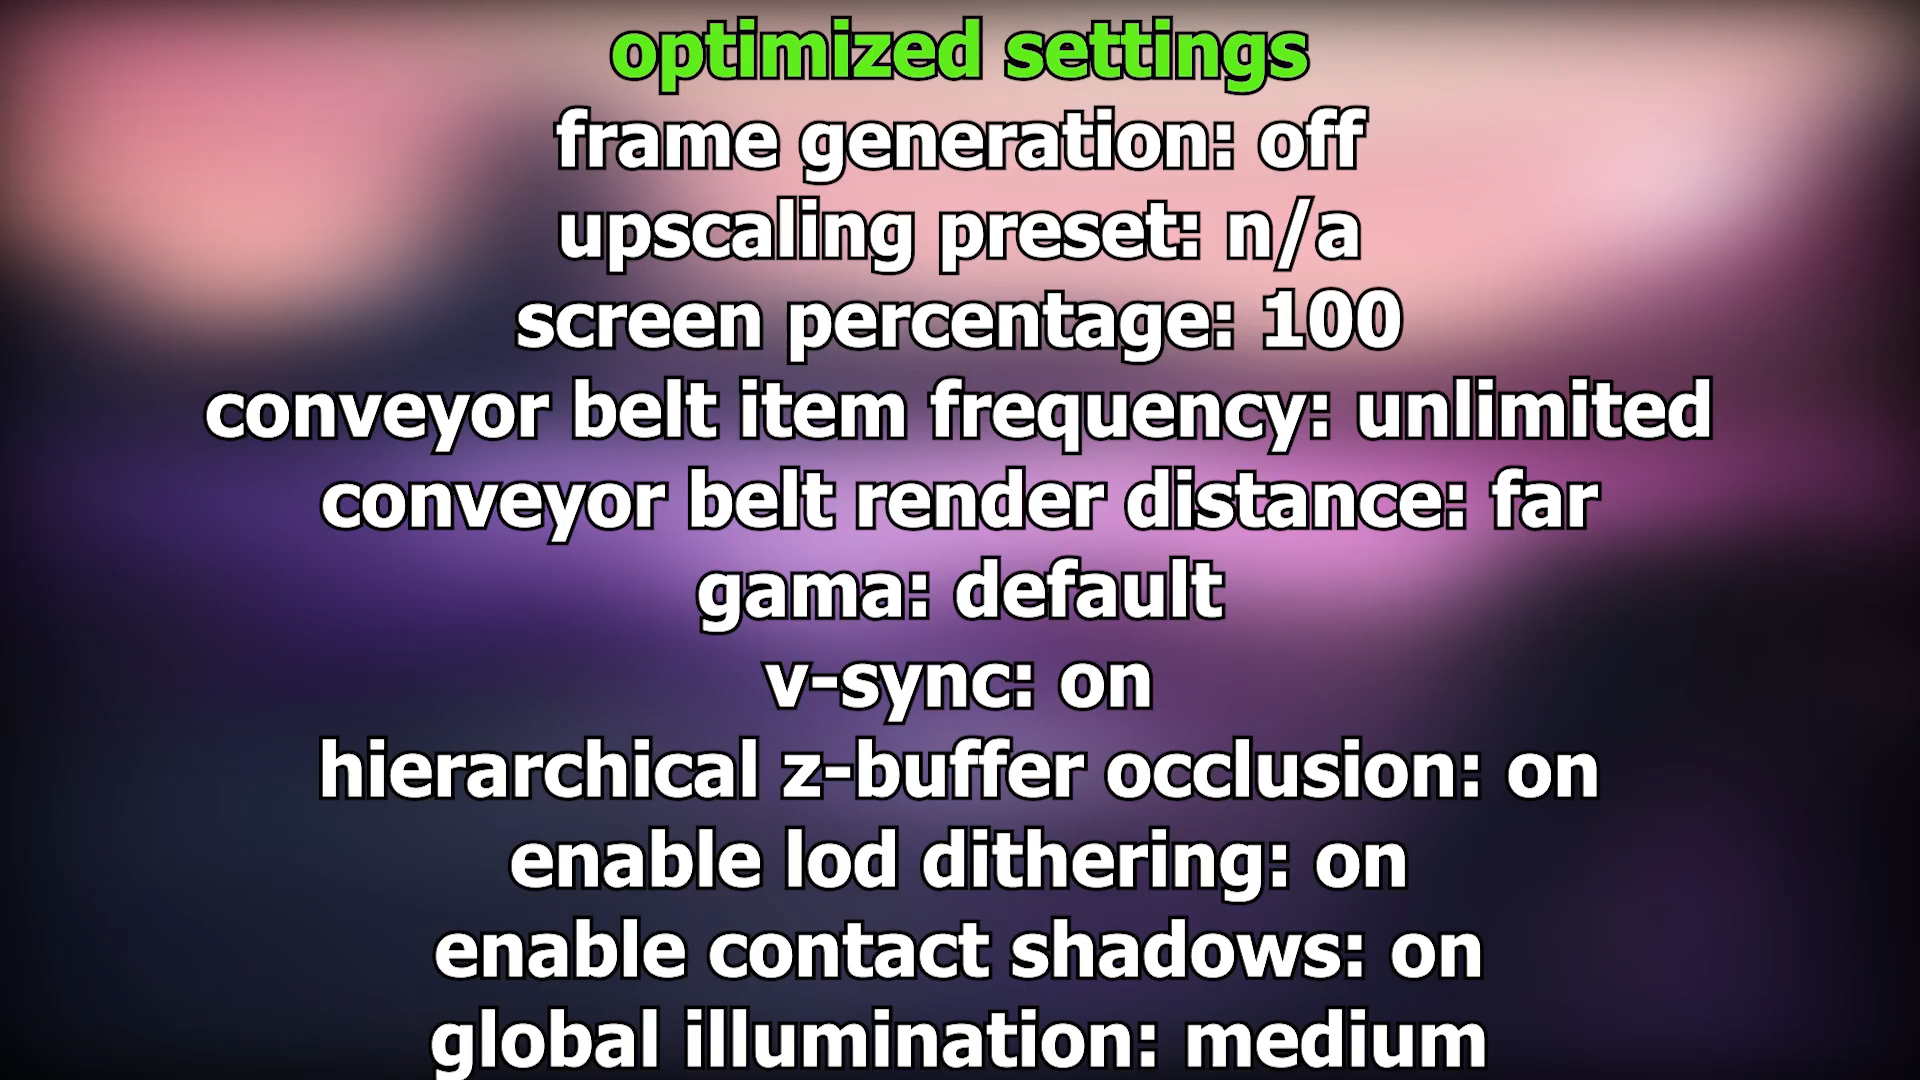 optimized settings
frame generation: off
upscaling preset: n/a
screen percentage: 100
conveyor belt item frequency: unlimited
conveyor belt render distance: far
gama: default
v-sync: on
hierarchical z-buffer occlusion: on
enable lod dithering: on
enable contact shadows: on
global illumination: medium